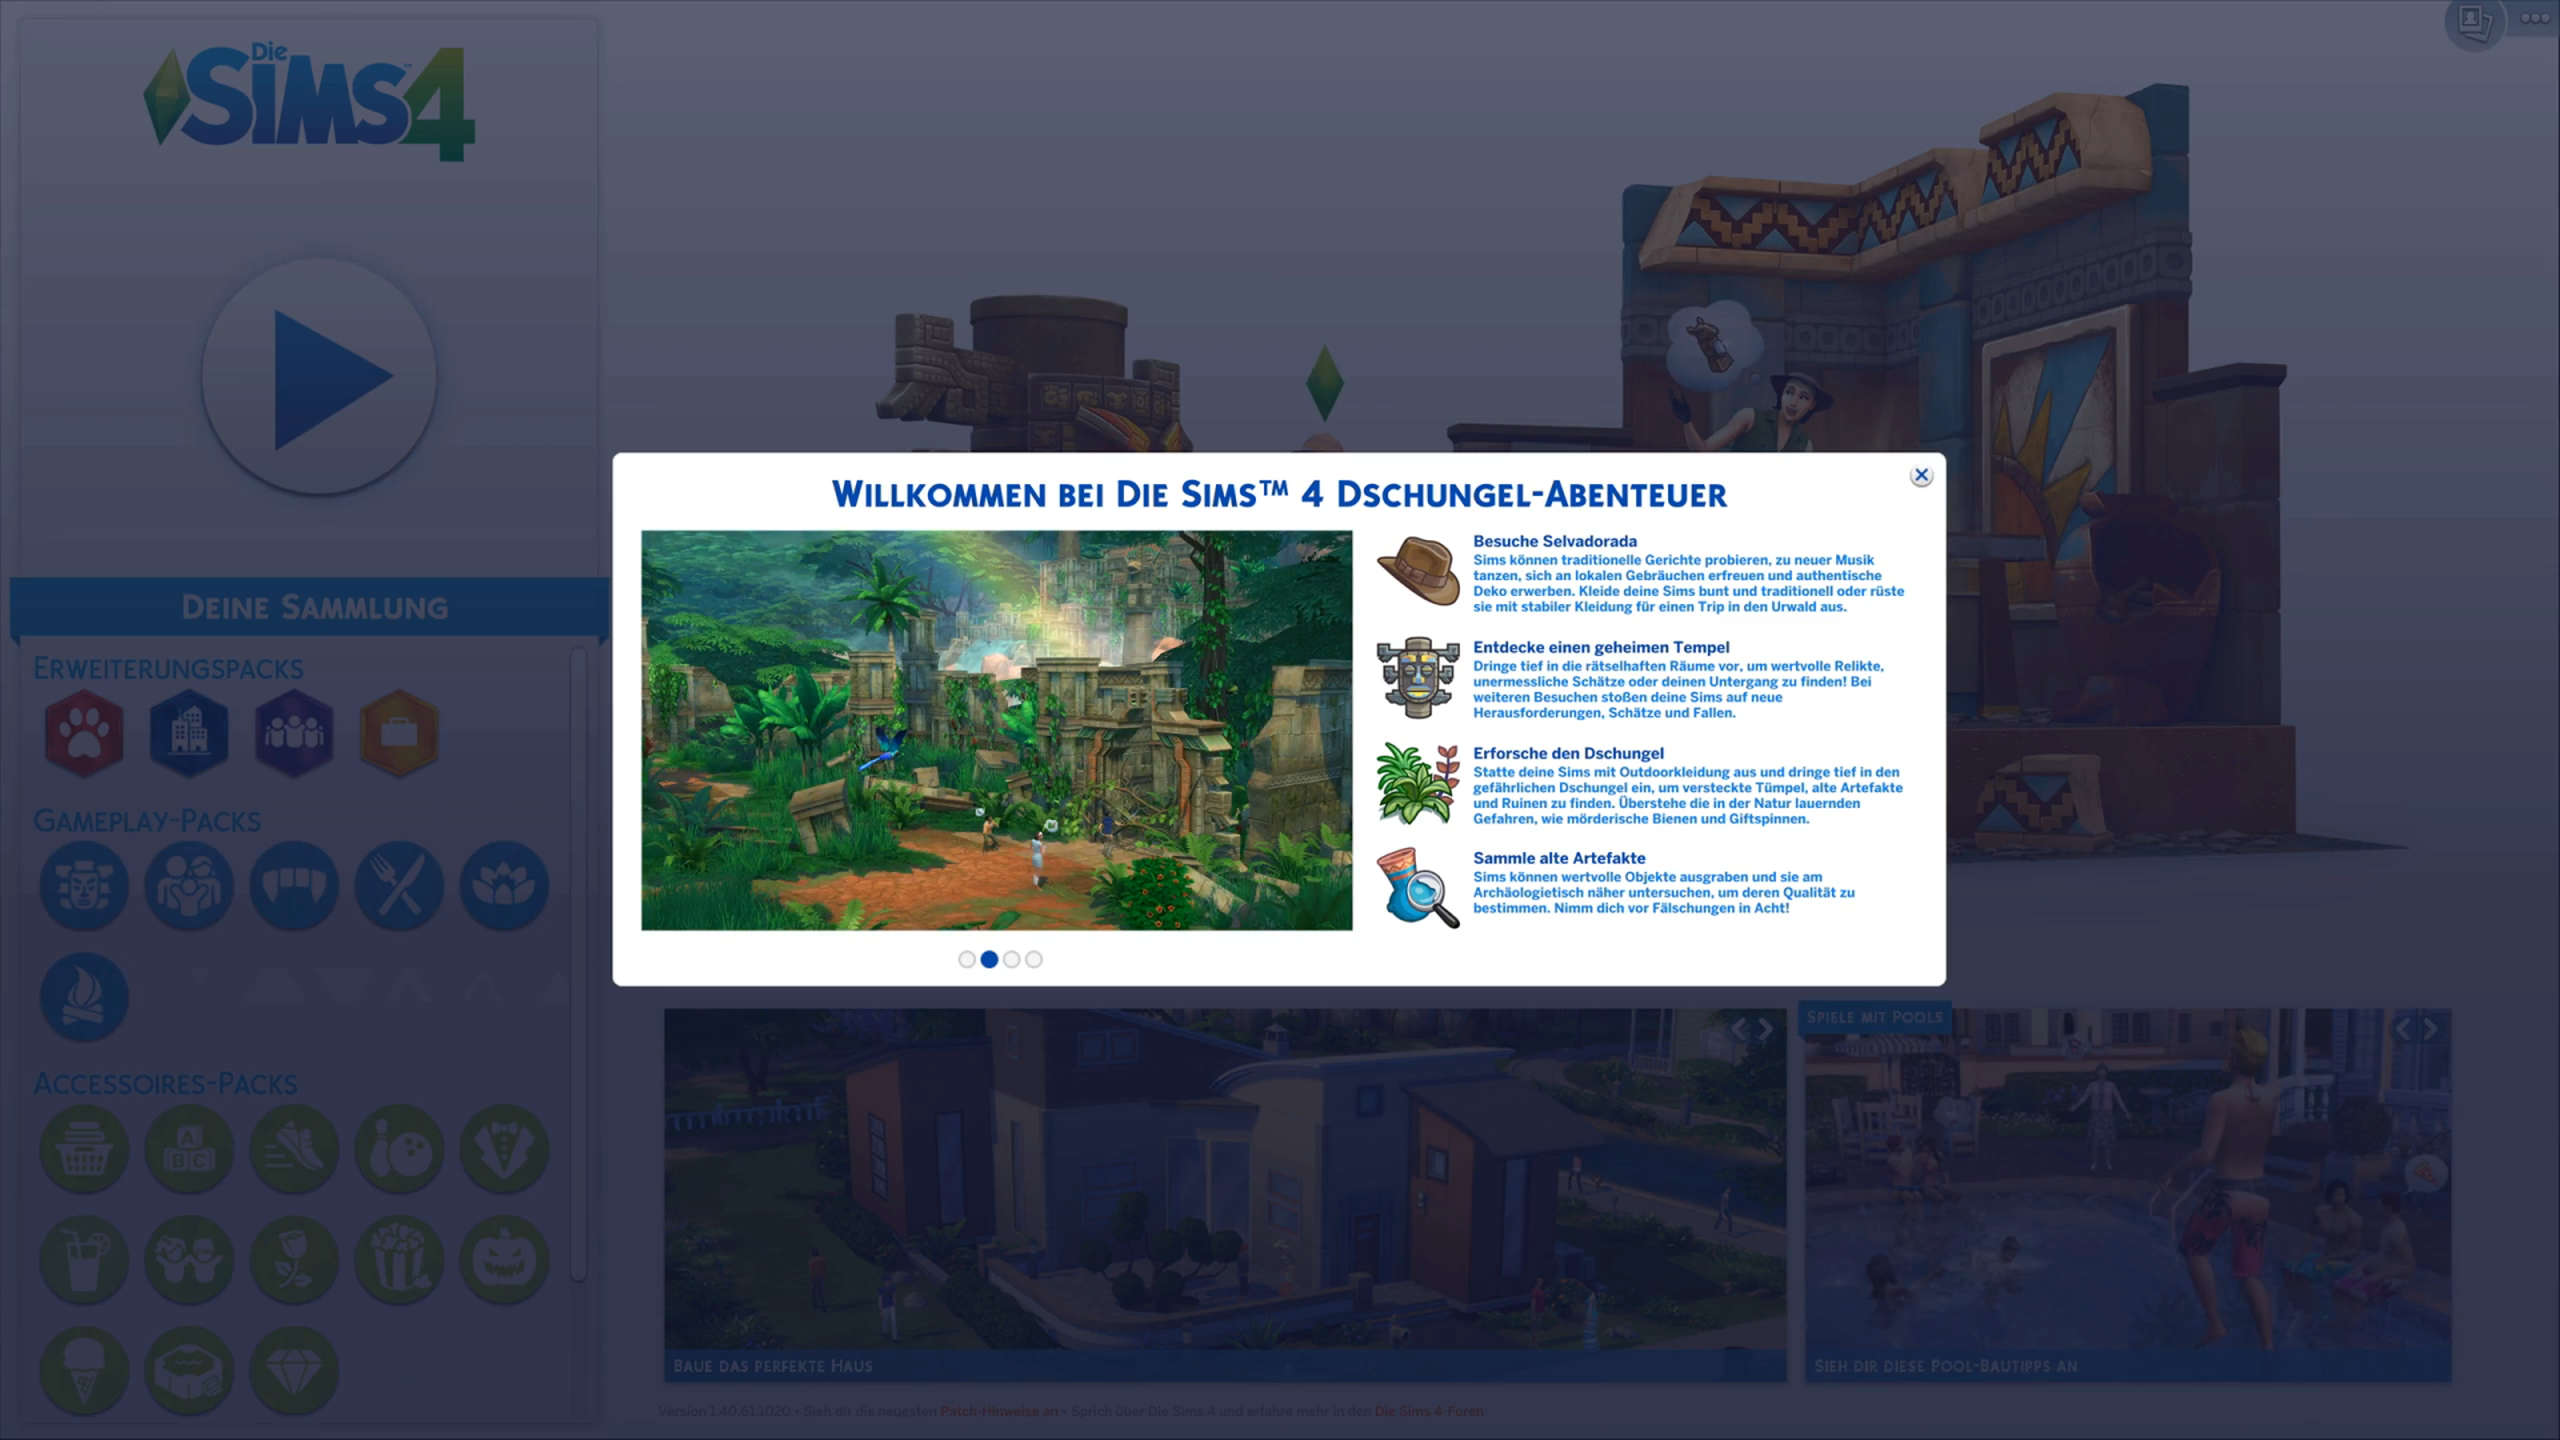 Die Sims 4
Deine Sammlung
Erweiterungspacks
Gameplay-Packs
Accessoires-Packs
A
B C
Willkommen bei Die Sims™ 4 Dschungel-Abenteuer
Besuche Selvadorada
Sims können traditionelle Gerichte probieren, zu neuer Musik
tanzen, sich an lokalen Gebräuchen erfreuen und authentische
Deko erwerben. Kleide deine Sims bunt und traditionell oder rüste
sie mit stabiler Kleidung für einen Trip in den Urwald aus.
Entdecke einen geheimen Tempel
Dringe tief in die rätselhaften Räume vor, um wertvolle Relikte,
unermessliche Schätze oder deinen Untergang zu finden! Bei
weiteren Besuchen stoßen deine Sims auf neue
Herausforderungen, Schätze und Fallen.
Erforsche den Dschungel
Statte deine Sims mit Outdoorkleidung aus und dringe tief in den
gefährlichen Dschungel ein, um versteckte Tümpel, alte Artefakte
und Ruinen zu finden. Überstehe die in der Natur lauernden
Gefahren, wie mörderische Bienen und Giftspinnen.
Sammle alte Artefakte
Sims können wertvolle Objekte ausgraben und sie am
Archäologietisch näher untersuchen, um deren Qualität zu
bestimmen. Nimm dich vor Fälschungen in Acht!
Baue das perfekte Haus
Spiele mit Pools
Sieh dir diese Pool-Bautipps an
Version 1.40.61.1020 • Sieh dir die neuesten Patch-Hinweise an • Sprich über Die Sims 4 und erfahre mehr in den Die Sims 4-Foren